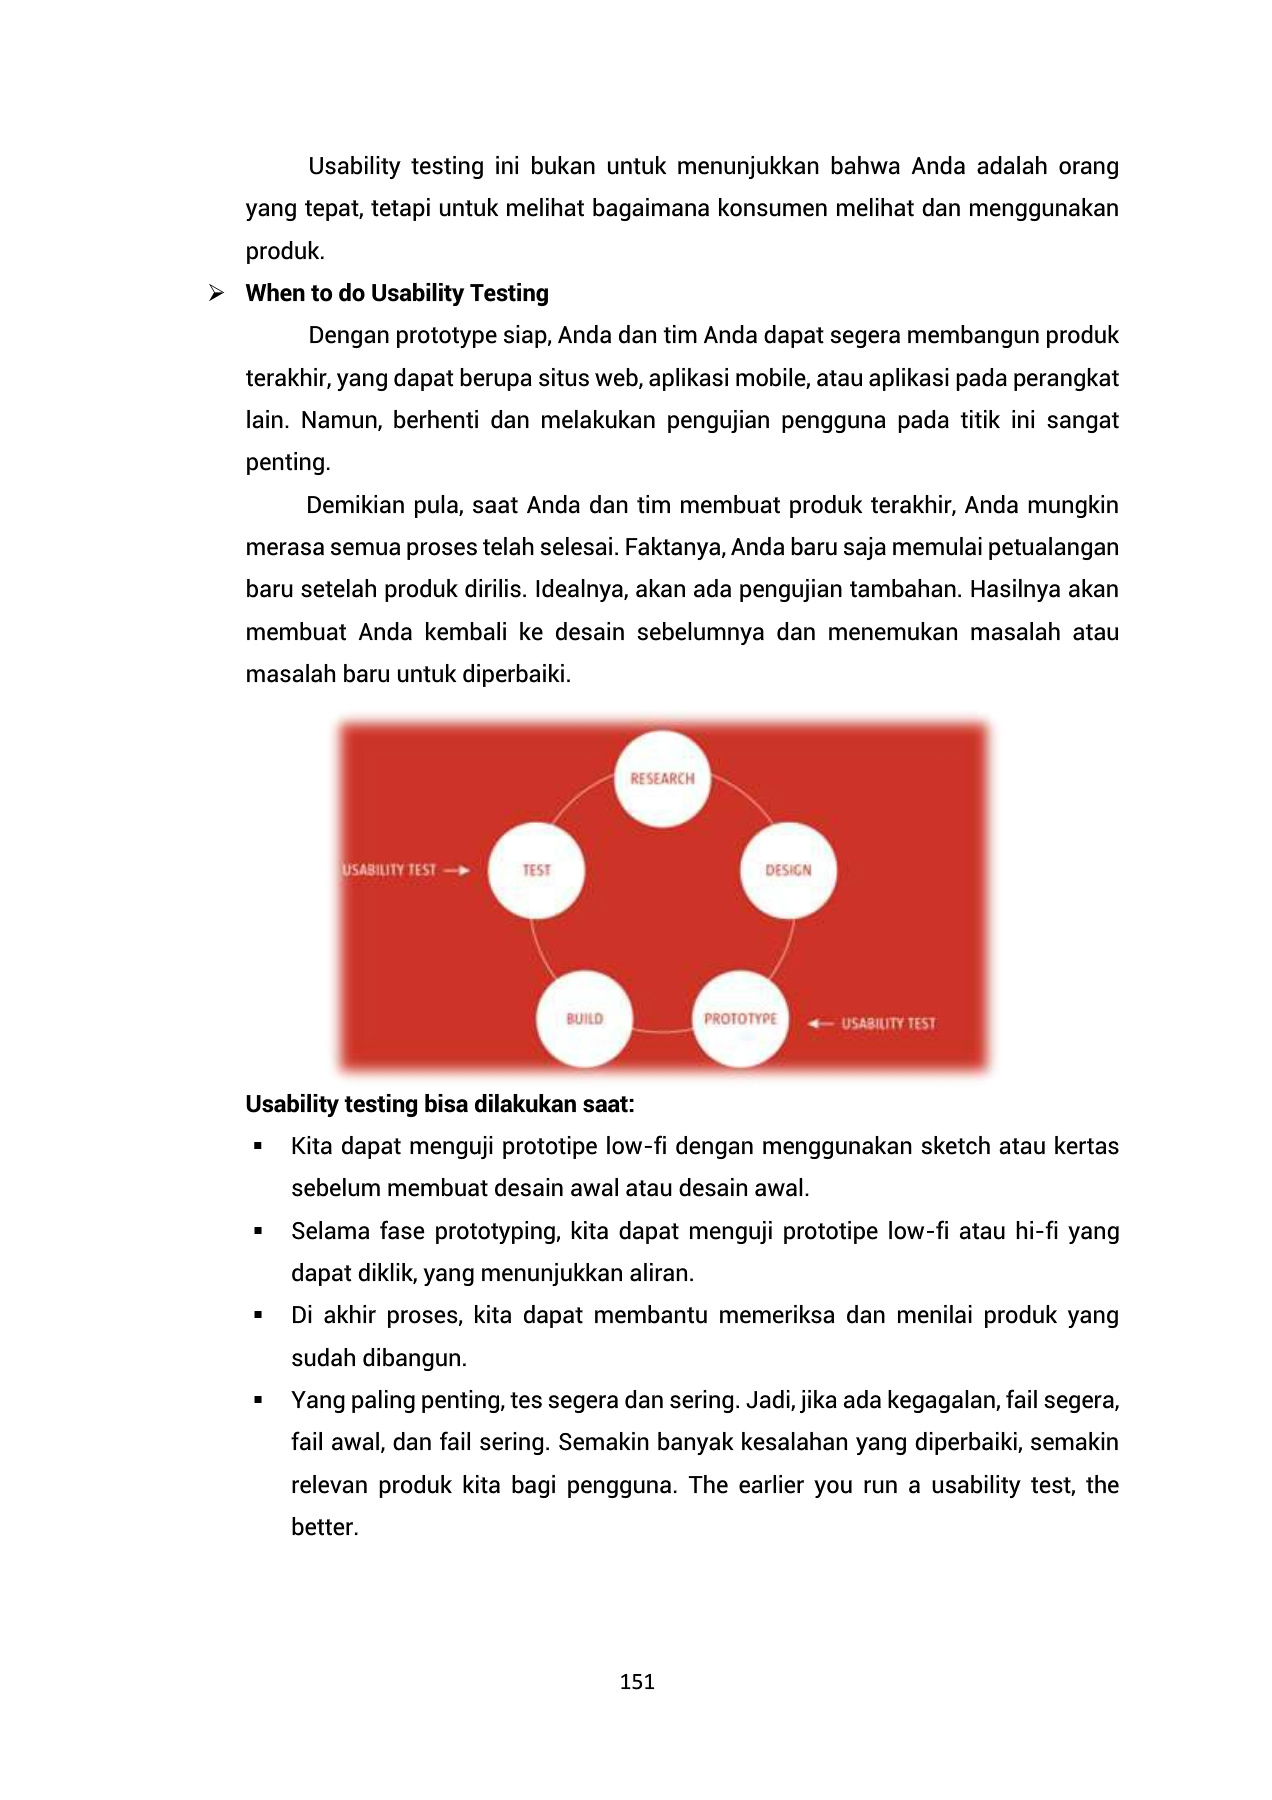 Usability testing ini bukan untuk menunjukkan bahwa Anda adalah orang
yang tepat, tetapi untuk melihat bagaimana konsumen melihat dan menggunakan
produk.
➢ When to do Usability Testing
Dengan prototype siap, Anda dan tim Anda dapat segera membangun produk
terakhir, yang dapat berupa situs web, aplikasi mobile, atau aplikasi pada perangkat
lain. Namun, berhenti dan melakukan pengujian pengguna pada titik ini sangat
penting.
Demikian pula, saat Anda dan tim membuat produk terakhir, Anda mungkin
merasa semua proses telah selesai. Faktanya, Anda baru saja memulai petualangan
baru setelah produk dirilis. Idealnya, akan ada pengujian tambahan. Hasilnya akan
membuat Anda kembali ke desain sebelumnya dan menemukan masalah atau
masalah baru untuk diperbaiki.
RESEARCH
USABILITY TEST → TEST
DESIGN
BUILD
PROTOTYPE ← USABILITY TEST
Usability testing bisa dilakukan saat:
▪ Kita dapat menguji prototipe low-fi dengan menggunakan sketch atau kertas
sebelum membuat desain awal atau desain awal.
▪ Selama fase prototyping, kita dapat menguji prototipe low-fi atau hi-fi yang
dapat diklik, yang menunjukkan aliran.
▪ Di akhir proses, kita dapat membantu memeriksa dan menilai produk yang
sudah dibangun.
▪ Yang paling penting, tes segera dan sering. Jadi, jika ada kegagalan, fail segera,
fail awal, dan fail sering. Semakin banyak kesalahan yang diperbaiki, semakin
relevan produk kita bagi pengguna. The earlier you run a usability test, the
better.
151